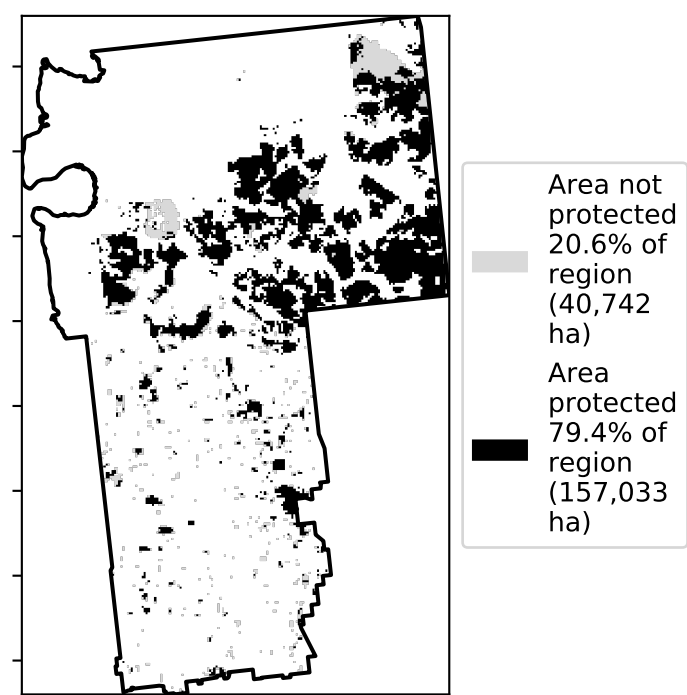 Area not
protected
20.6% of
region
(40,742
ha)
Area
protected
79.4% of
region
(157,033
ha)